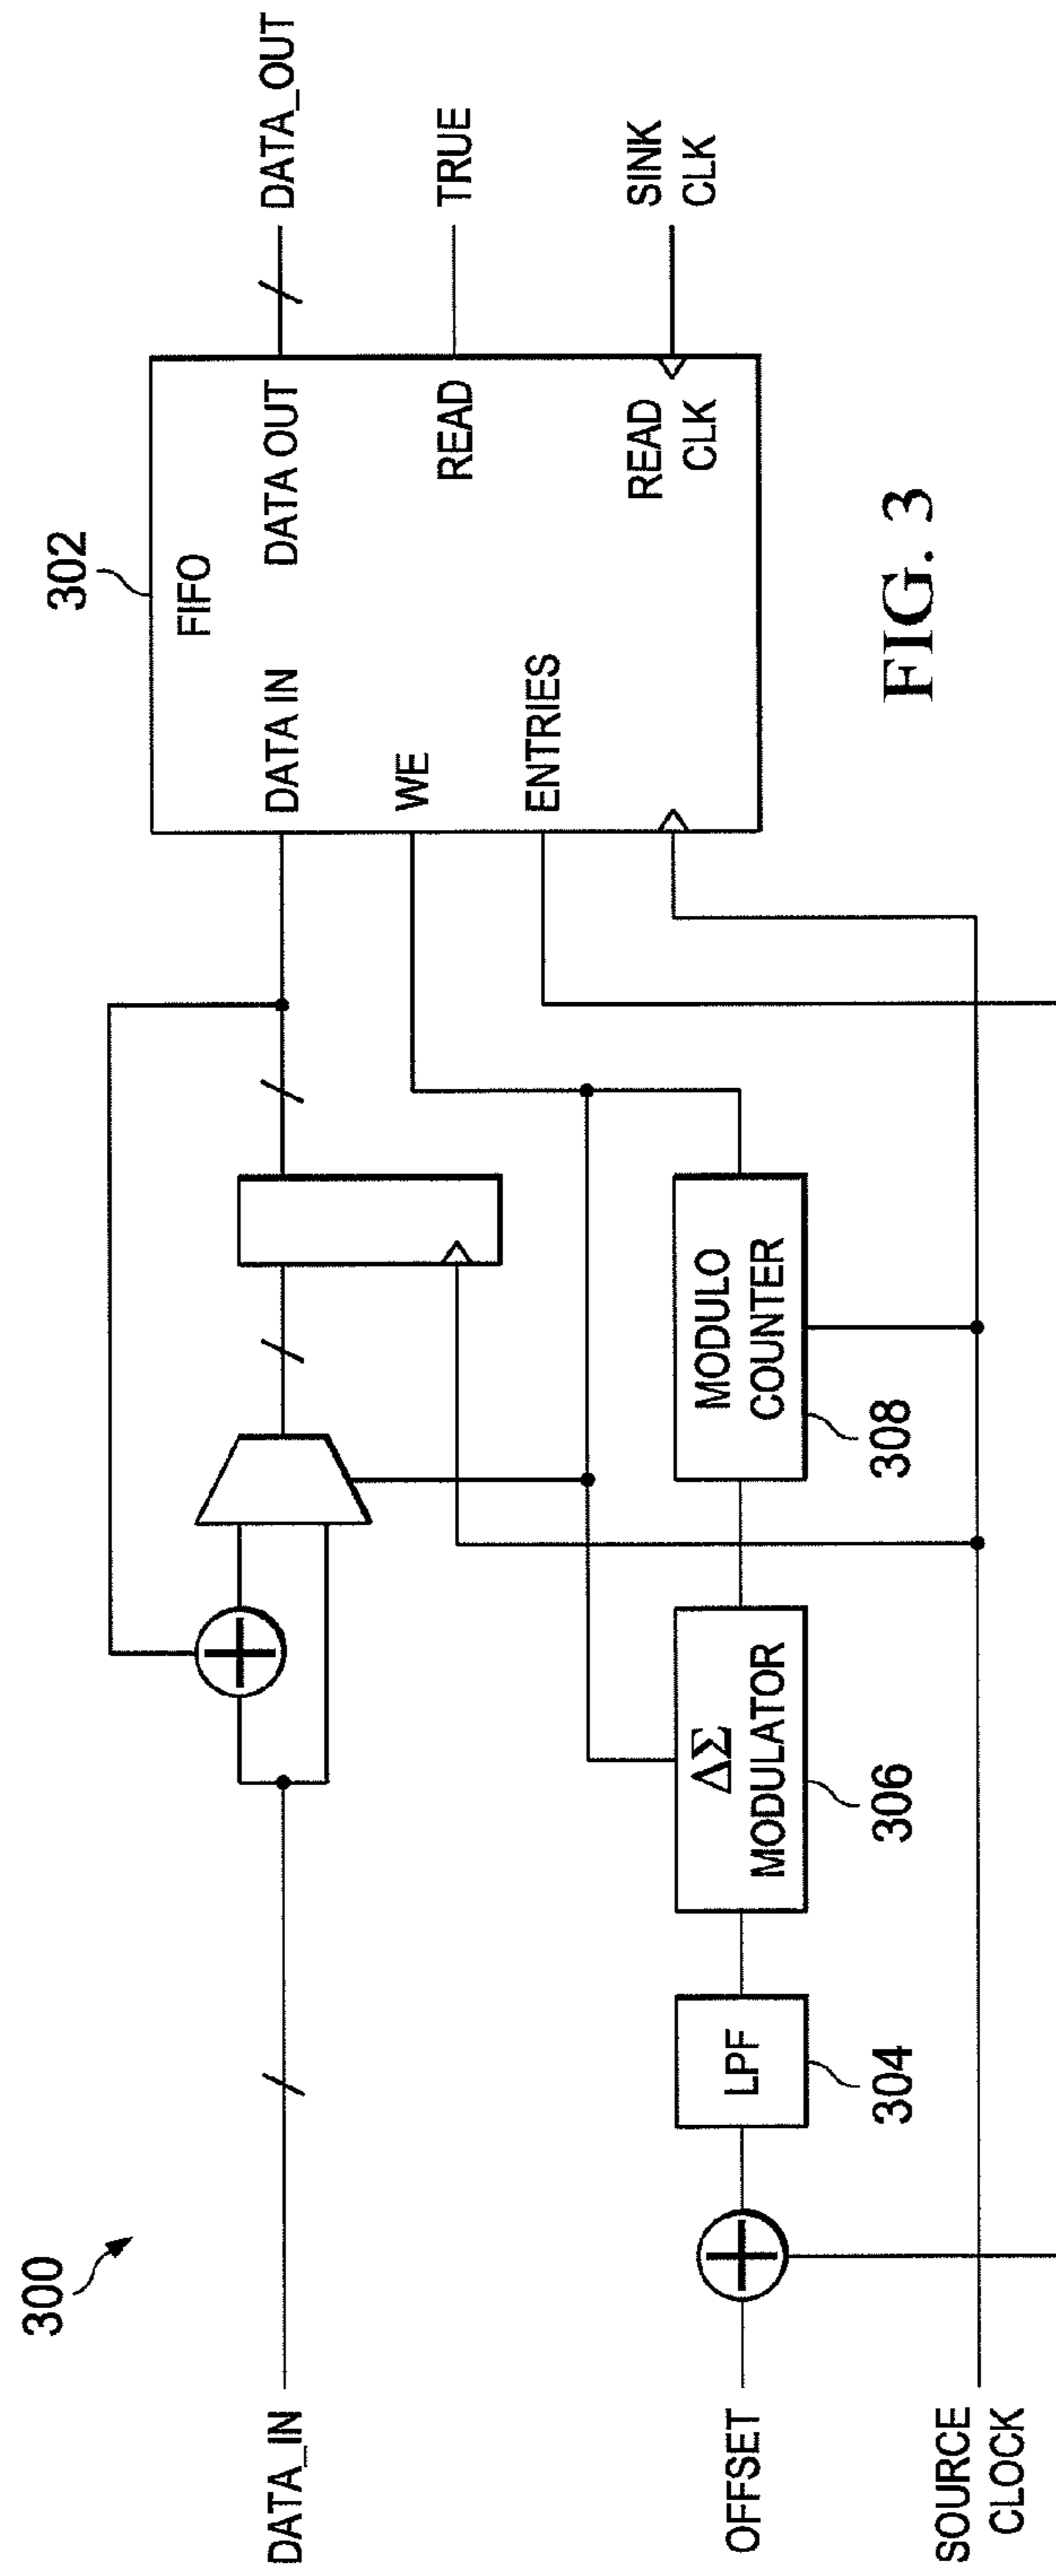 300
302
FIFO
DATA_IN
DATA IN
DATA OUT
DATA_OUT
WE
READ
TRUE
ENTRIES
READ
CLK
SINK
CLK
OFFSET
LPF
304
ΔΣ
MODULATOR
306
MODULO
COUNTER
308
SOURCE
CLOCK
FIG. 3